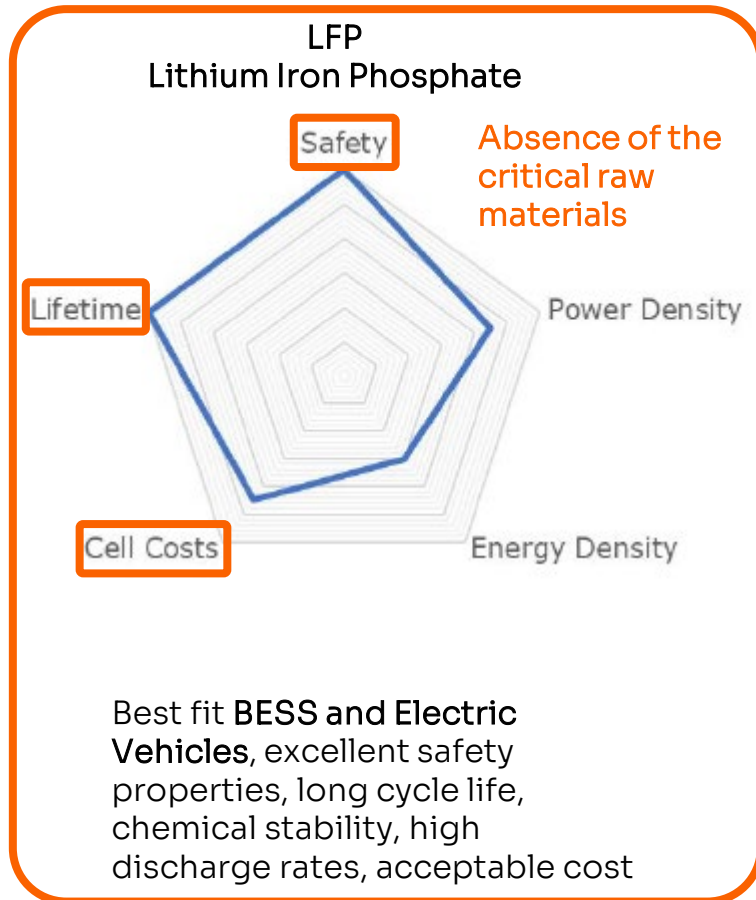 LFP
Lithium Iron Phosphate
Safety
Absence of the
critical raw
materials
Lifetime
Power Density
Cell Costs
Energy Density
Best fit BESS and Electric
Vehicles, excellent safety
properties, long cycle life,
chemical stability, high
discharge rates, acceptable cost